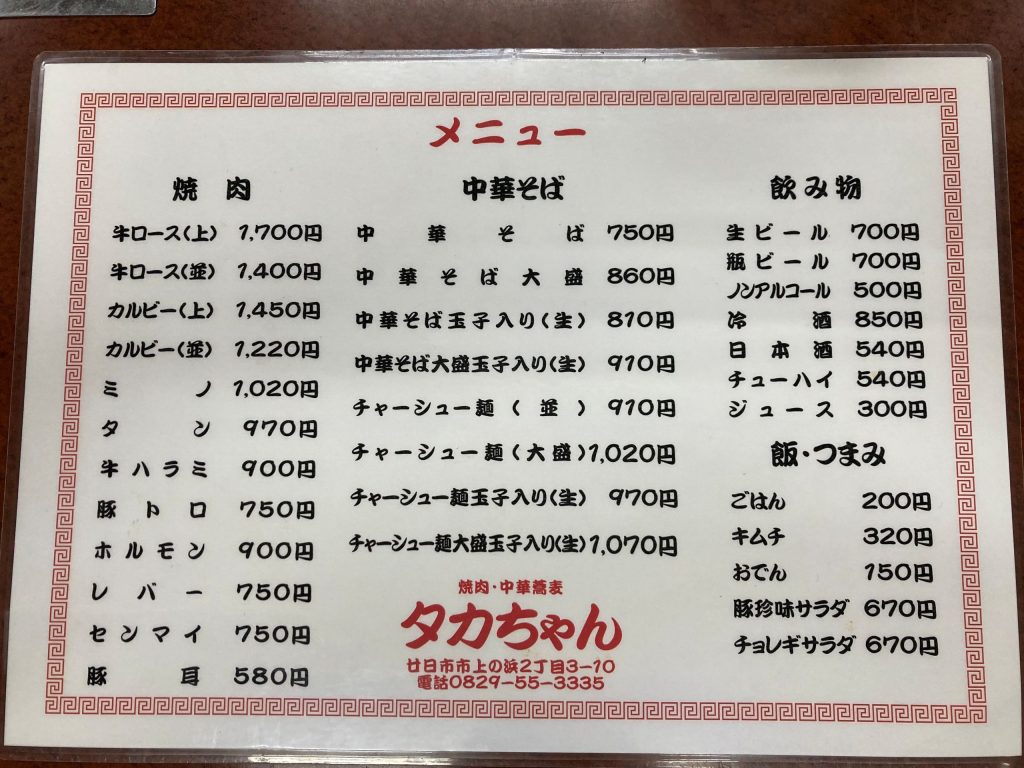 メニュー
焼肉
牛ロース(上) 1,700円
牛ロース(並) 1,400円
カルビー(上) 1,450円
カルビー(並) 1,220円
ミノ 1,020円
タン 970円
牛ハラミ 900円
豚トロ 750円
ホルモン 900円
レバー 750円
センマイ 750円
豚耳 580円
中華そば
中華そば 750円
中華そば大盛 860円
中華そば玉子入り(生) 810円
中華そば大盛玉子入り(生) 910円
チャーシュー麺(並) 910円
チャーシュー麺(大盛) 1,020円
チャーシュー麺玉子入り(生) 970円
チャーシュー麺大盛玉子入り(生) 1,070円
焼肉・中華蕎麦
タカちゃん
廿日市市上の浜2丁目3-10
電話0829-55-3335
飲み物
生ビール 700円
瓶ビール 700円
ノンアルコール 500円
冷酒 850円
日本酒 540円
チューハイ 540円
ジュース 300円
飯・つまみ
ごはん 200円
キムチ 320円
おでん 150円
豚珍味サラダ 670円
チョレギサラダ 670円